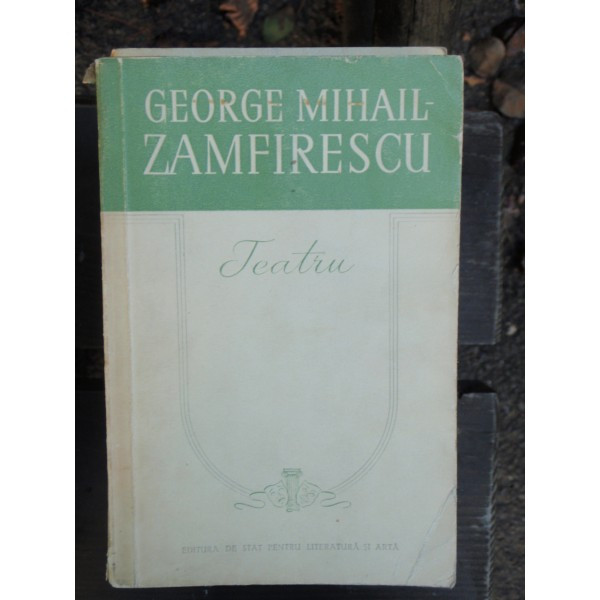 GEORGE MIHAIL-
ZAMFIRESCU
Teatru
EDITURA DE STAT PENTRU LITERATURĂ ȘI ARTĂ